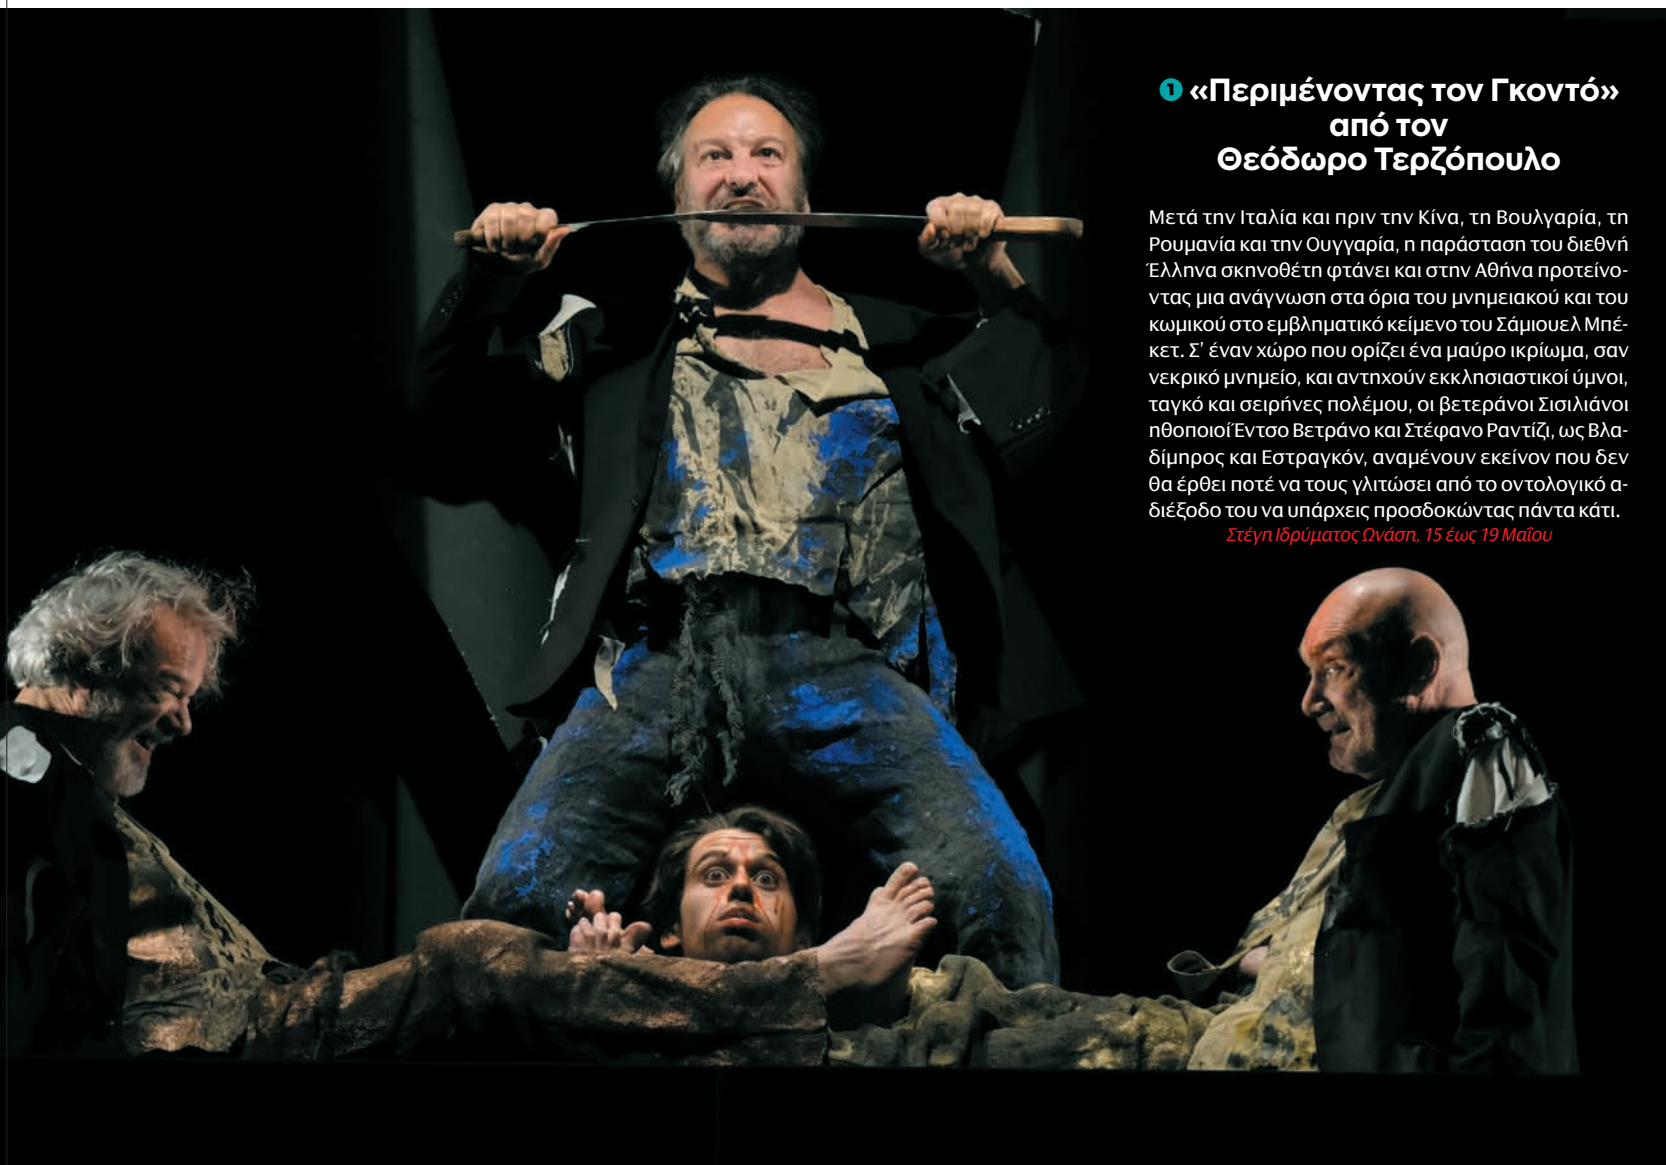 1 «Περιμένοντας τον Γκοντό»
από τον
Θεόδωρο Τερζόπουλο
Μετά την Ιταλία και πριν την Κίνα, τη Βουλγαρία, τη
Ρουμανία και την Ουγγαρία, η παράσταση του διεθνή
Έλληνα σκηνοθέτη φτάνει και στην Αθήνα προτείνο-
ντας μια ανάγνωση στα όρια του μνημειακού και του
κωμικού στο εμβληματικό κείμενο του Σάμιουελ Μπέ-
κετ. Σ’ έναν χώρο που ορίζει ένα μαύρο ικρίωμα, σαν
νεκρικό μνημείο, και αντηχούν εκκλησιαστικοί ύμνοι,
ταγκό και σειρήνες πολέμου, οι βετεράνοι Σισιλιάνοι
ηθοποιοί Έντσο Βετράνο και Στέφανο Ραντίζι, ως Βλα-
δίμηρος και Εστραγκόν, αναμένουν εκείνον που δεν
θα έρθει ποτέ να τους γλιτώσει από το οντολογικό α-
διέξοδο του να υπάρχεις προσδοκώντας πάντα κάτι.
Στέγη Ιδρύματος Ωνάση, 15 έως 19 Μαΐου